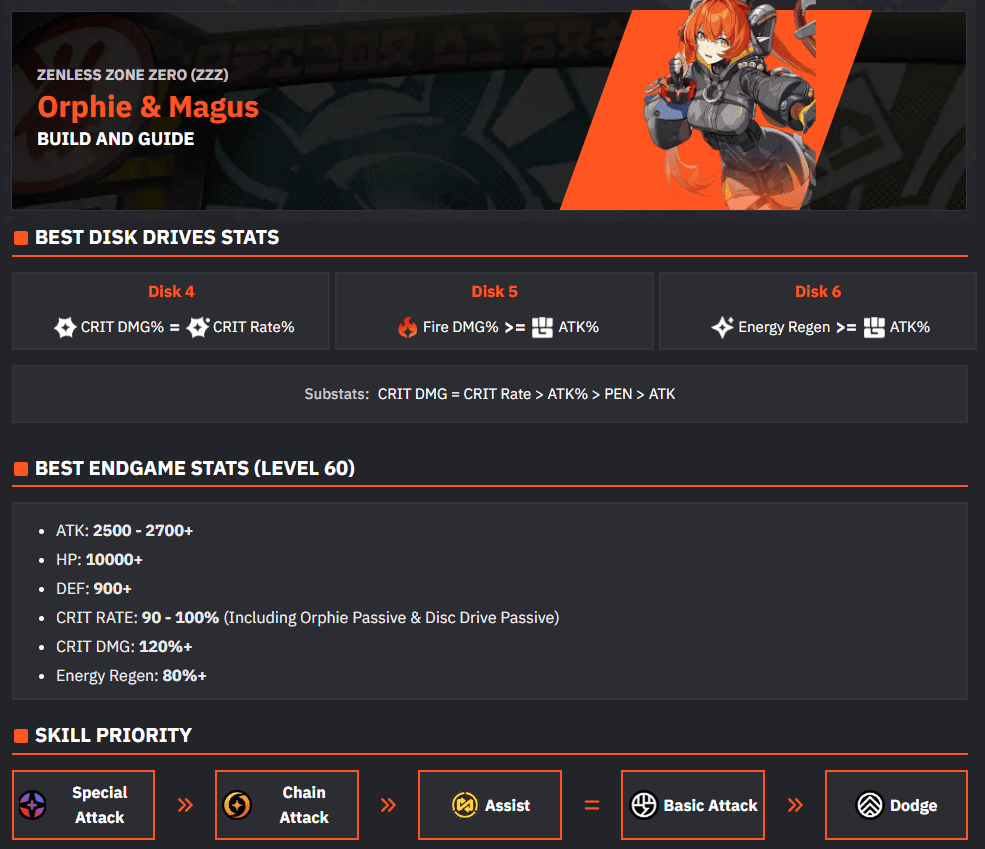 ZENLESS ZONE ZERO (ZZZ)
Orphie & Magus
BUILD AND GUIDE
BEST DISK DRIVES STATS
Disk 4
CRIT DMG% = CRIT Rate%
Disk 5
Fire DMG% >= ATK%
Disk 6
Energy Regen >= ATK%
Substats: CRIT DMG = CRIT Rate > ATK% > PEN > ATK
BEST ENDGAME STATS (LEVEL 60)
• ATK: 2500 - 2700+
• HP: 10000+
• DEF: 900+
• CRIT RATE: 90 - 100% (Including Orphie Passive & Disc Drive Passive)
• CRIT DMG: 120%+
• Energy Regen: 80%+
SKILL PRIORITY
Special
Attack
»
Chain
Attack
»
Assist
=
Basic Attack
»
Dodge